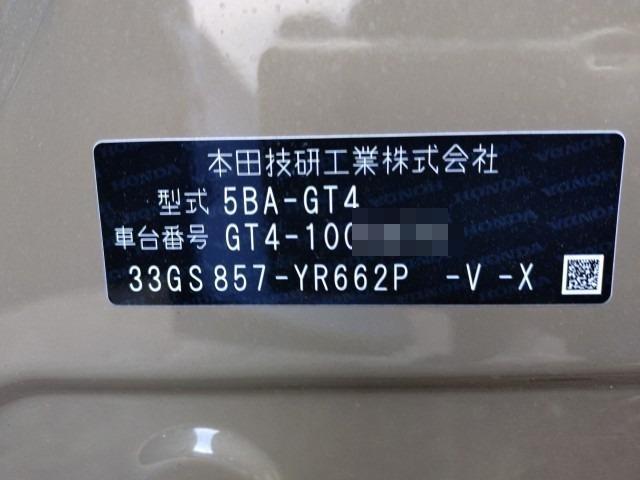 本田技研工業株式会社
型式 5BA-GT4
車台番号 GT4-100
33GS857-YR662P -V -X